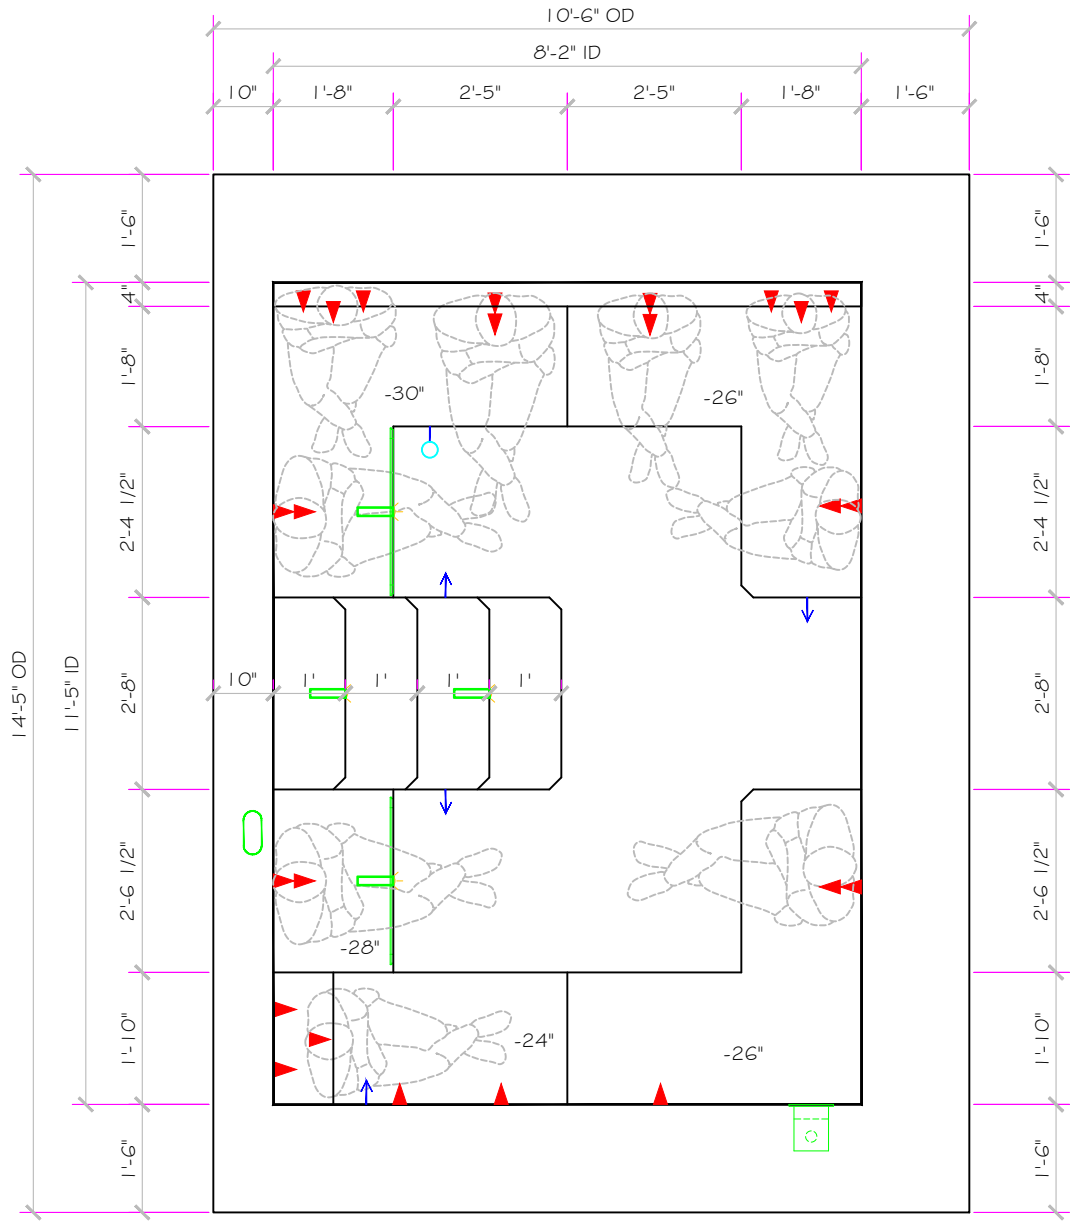 10'-6" OD
8'-2" ID
10" 1'-8" 2'-5" 2'-5" 1'-8" 1'-6"
1'-6" 1'-6"
4" 4"
1'-8" 1'-8"
-30" -26"
2'-4 1/2" 2'-4 1/2"
14'-5" OD 11'-5" ID 2'-8" 2'-8"
10" 1' 1' 1' 1'
2'-6 1/2" 2'-6 1/2"
-28"
1'-10" -24" -26" 1'-10"
1'-6" 1'-6"